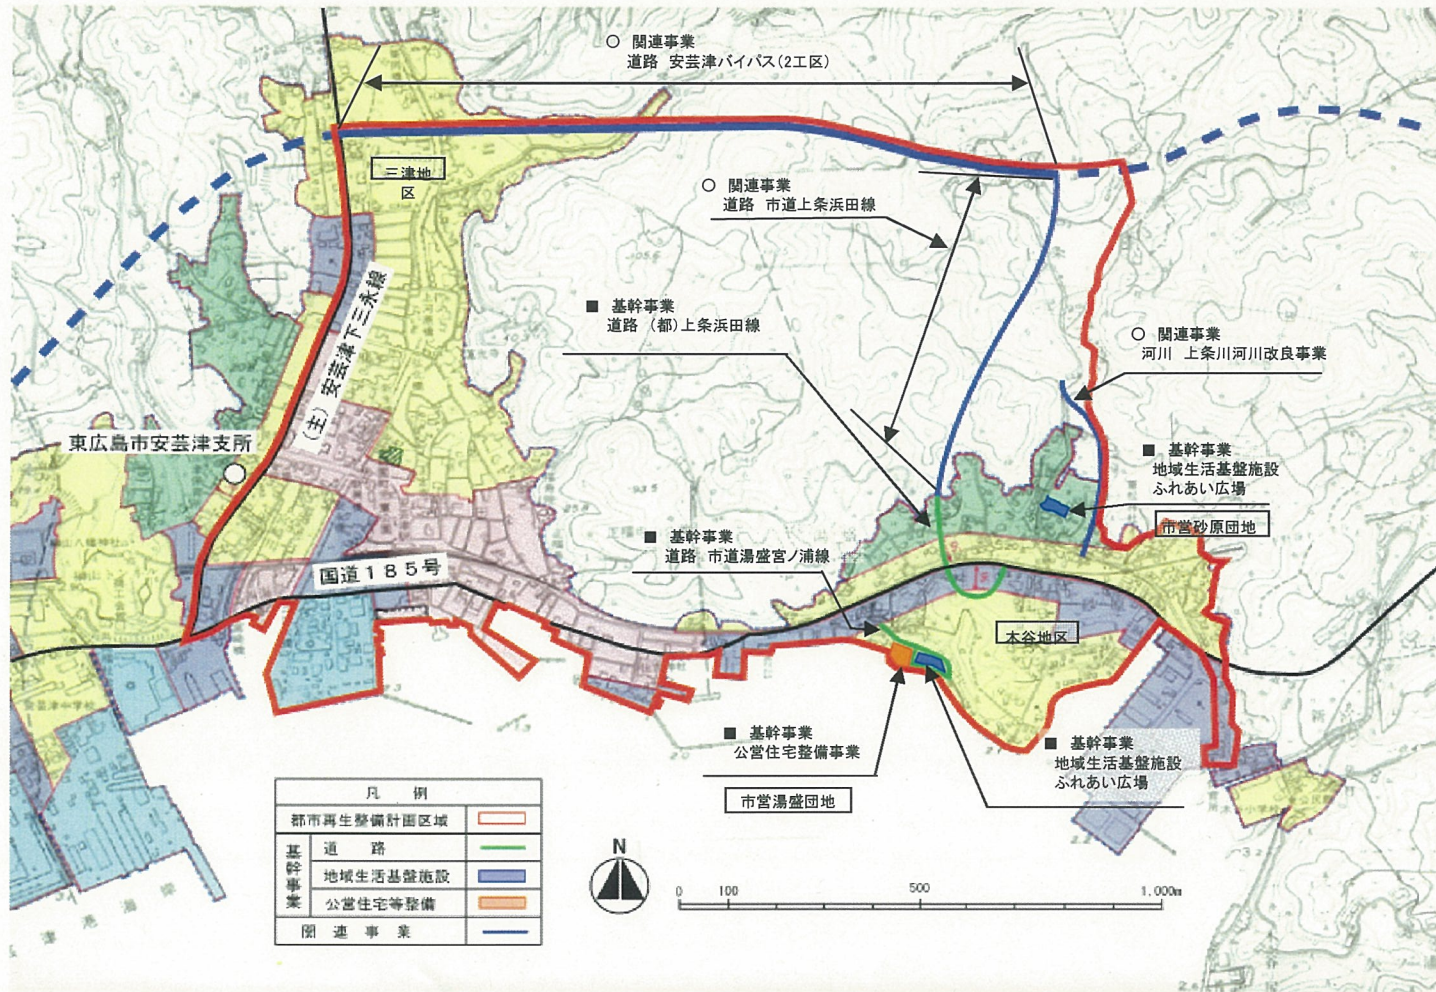 ○ 関連事業
道路 安芸津バイパス(2工区)
三津地
区
○ 関連事業
道路 市道上条浜田線
■ 基幹事業
道路 (都)上条浜田線
(主)安芸津下三永線
○ 関連事業
河川 上条川河川改良事業
東広島市安芸津支所
■ 基幹事業
地域生活基盤施設
ふれあい広場
市営砂原団地
■ 基幹事業
道路 市道湯盛宮ノ浦線
国道185号
木谷地区
■ 基幹事業
公営住宅整備事業
市営湯盛団地
■ 基幹事業
地域生活基盤施設
ふれあい広場
凡 例
都市再生整備計画区域
基幹事業
道 路
地域生活基盤施設
公営住宅等整備
関 連 事 業
N
0 100 500 1,000m